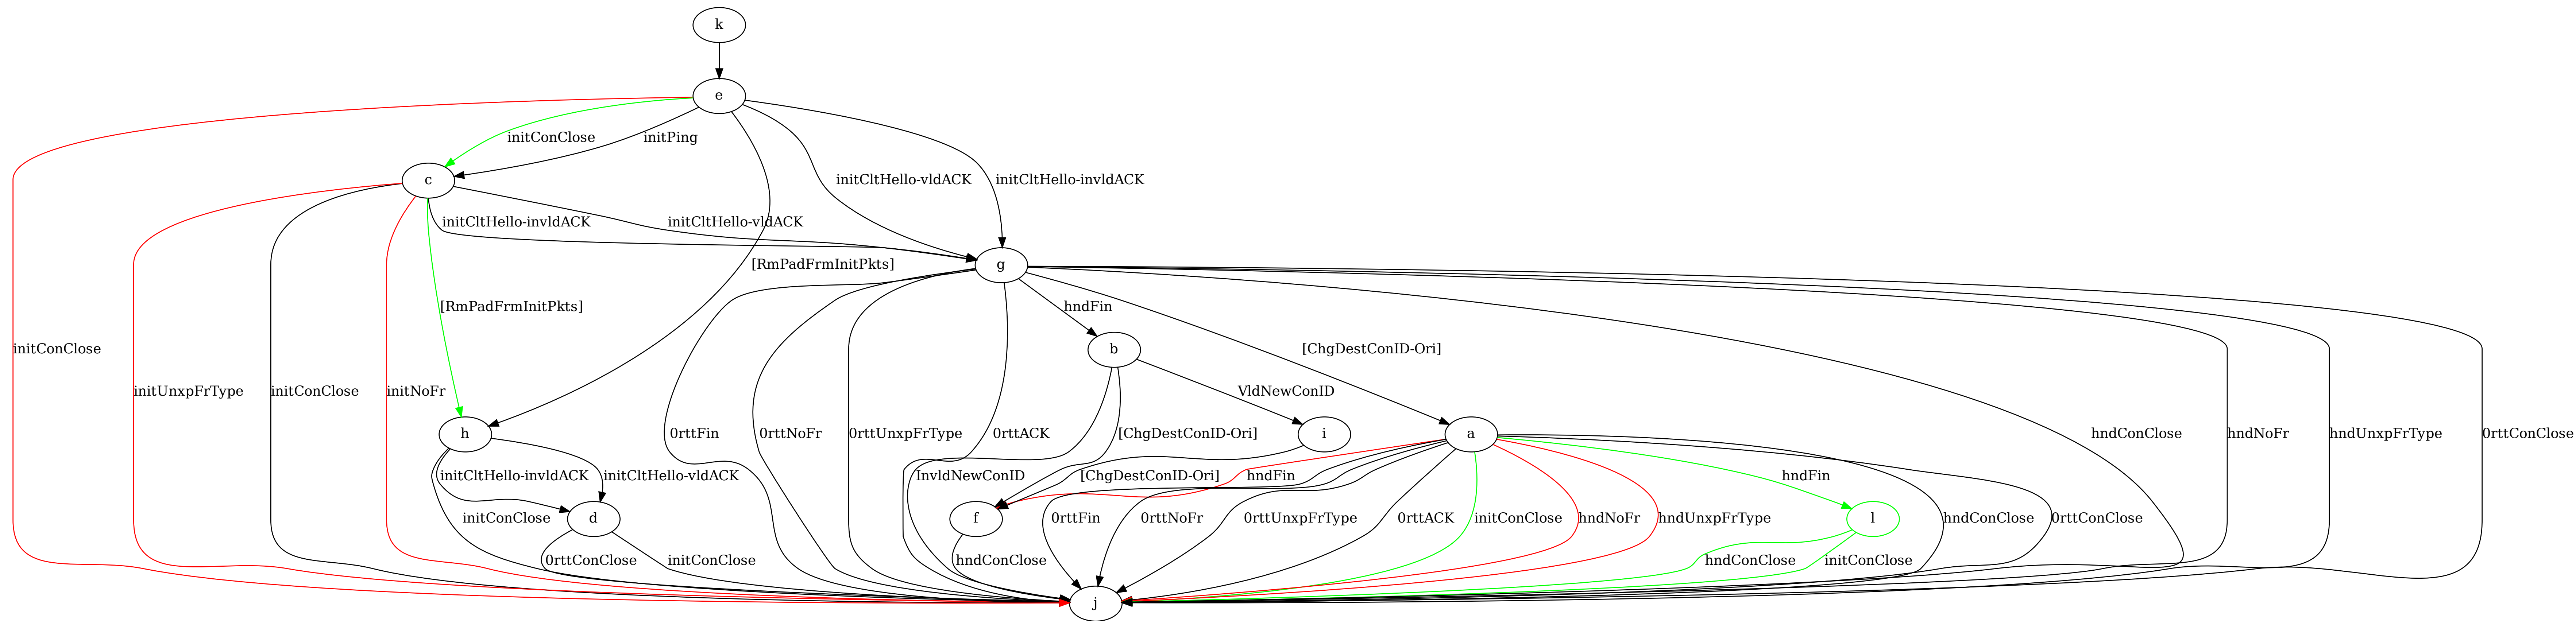 k
e
initConClose
initPing
c
initCltHello-vldACK
initCltHello-invldACK
initCltHello-invldACK
initCltHello-vldACK
[RmPadFrmInitPkts]
g
[RmPadFrmInitPkts]
hndFin
initConClose
b
[ChgDestConID-Ori]
initUnxpFrType
initConClose
initNoFr
VldNewConID
h
0rttFin
0rttNoFr
0rttUnxpFrType
0rttACK
[ChgDestConID-Ori]
i
a
hndConClose
hndNoFr
hndUnxpFrType
0rttConClose
initCltHello-invldACK
initCltHello-vldACK
InvldNewConID
[ChgDestConID-Ori]
hndFin
hndFin
initConClose
d
f
0rttFin
0rttNoFr
0rttUnxpFrType
0rttACK
initConClose
hndNoFr
hndUnxpFrType
l
hndConClose
0rttConClose
0rttConClose
initConClose
hndConClose
hndConClose
initConClose
j